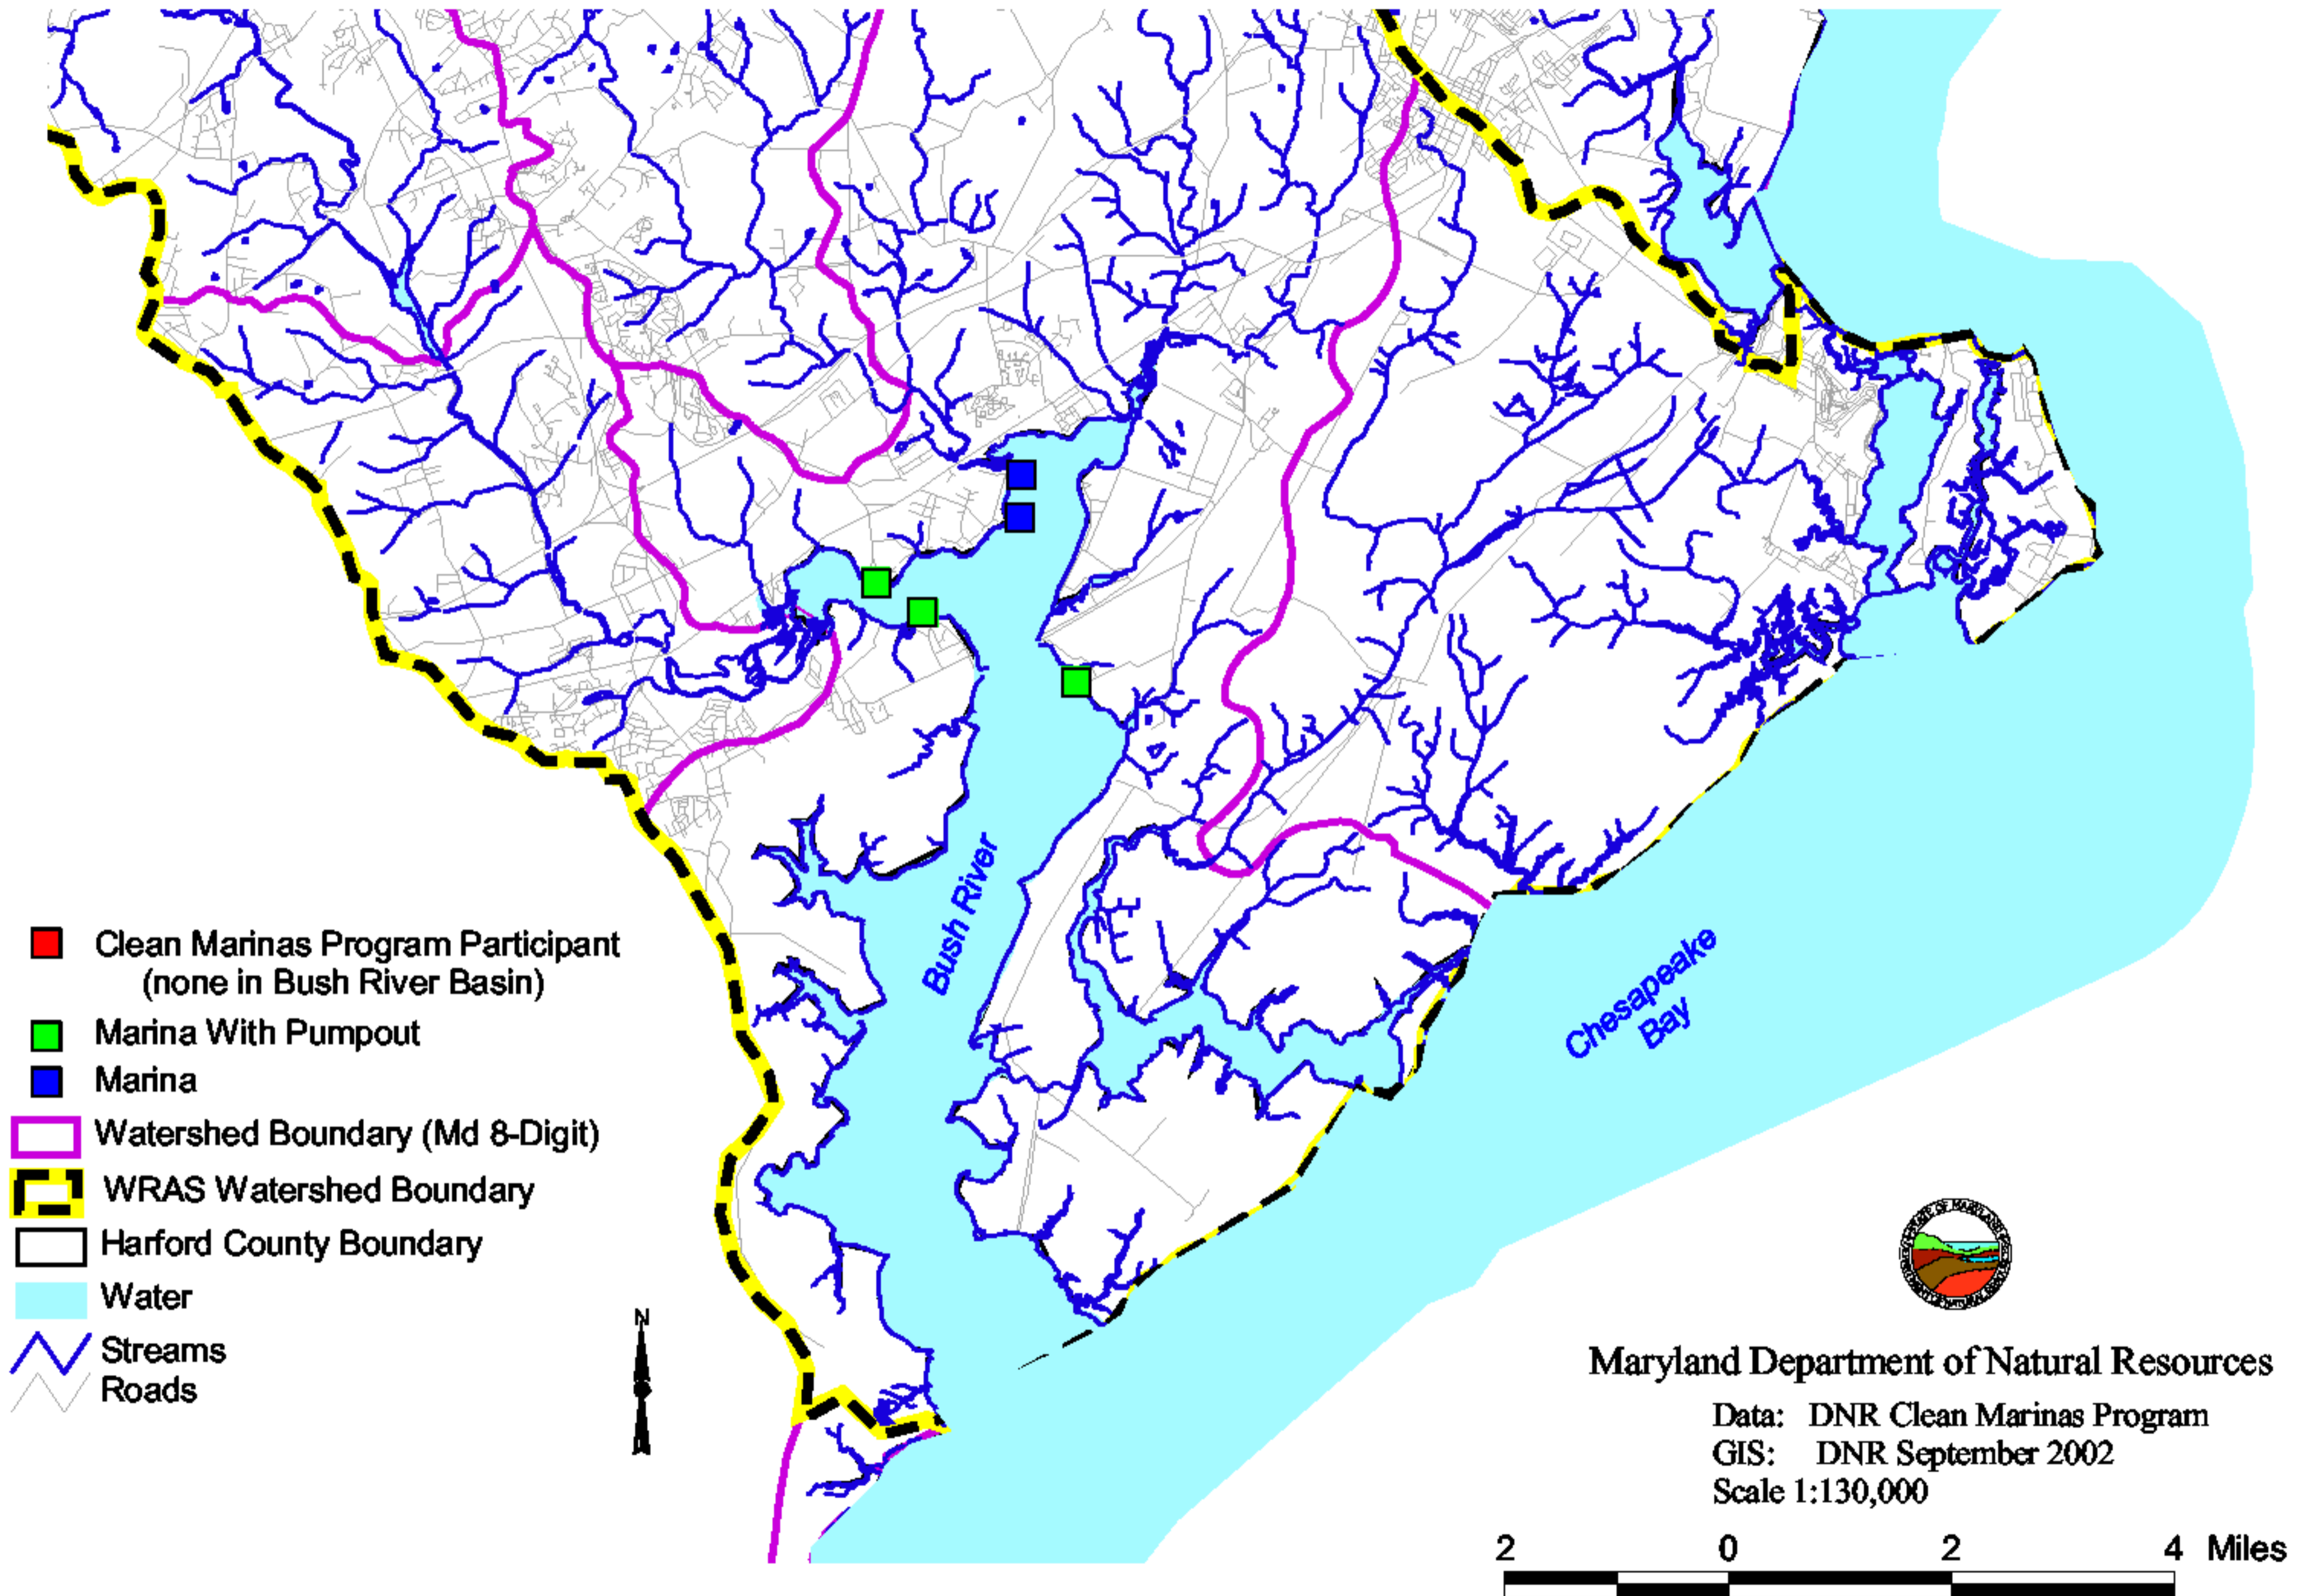 Bush River
Chesapeake
Bay
Clean Marinas Program Participant
(none in Bush River Basin)
Marina With Pumpout
Marina
Watershed Boundary (Md 8-Digit)
WRAS Watershed Boundary
Harford County Boundary
Water
Streams
Roads
N
Maryland Department of Natural Resources
Data: DNR Clean Marinas Program
GIS: DNR September 2002
Scale 1:130,000
2 0 2 4 Miles